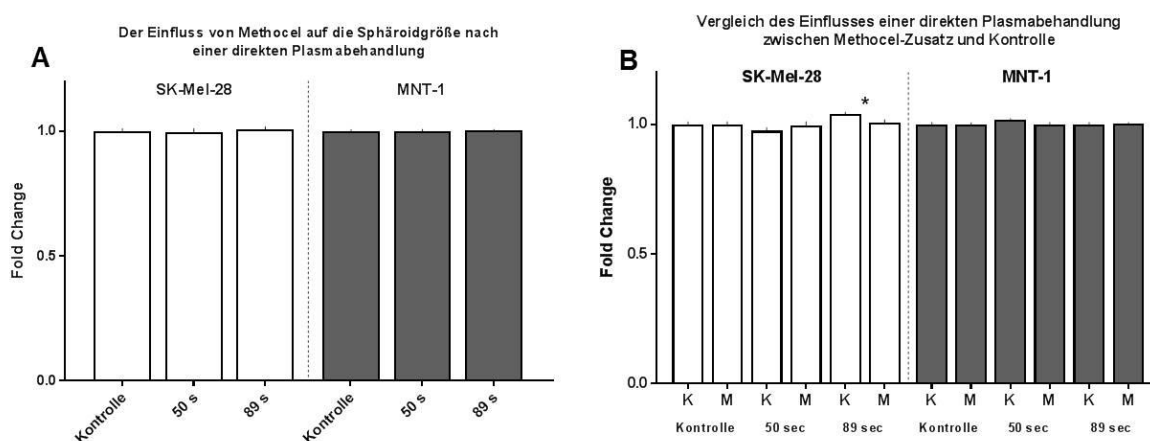 Der Einfluss von Methocel auf die Sphäroidgröße nach
einer direkten Plasmabehandlung
A
SK-Mel-28
MNT-1
1.0
0.5
0.0
Fold Change
Kontrolle
50 s
89 s
Kontrolle
50 s
89 s
Vergleich des Einflusses einer direkten Plasmabehandlung
zwischen Methocel-Zusatz und Kontrolle
B
SK-Mel-28
MNT-1
*
1.0
0.5
0.0
Fold Change
K M K M K M K M K M K M
Kontrolle 50 sec 89 sec Kontrolle 50 sec 89 sec